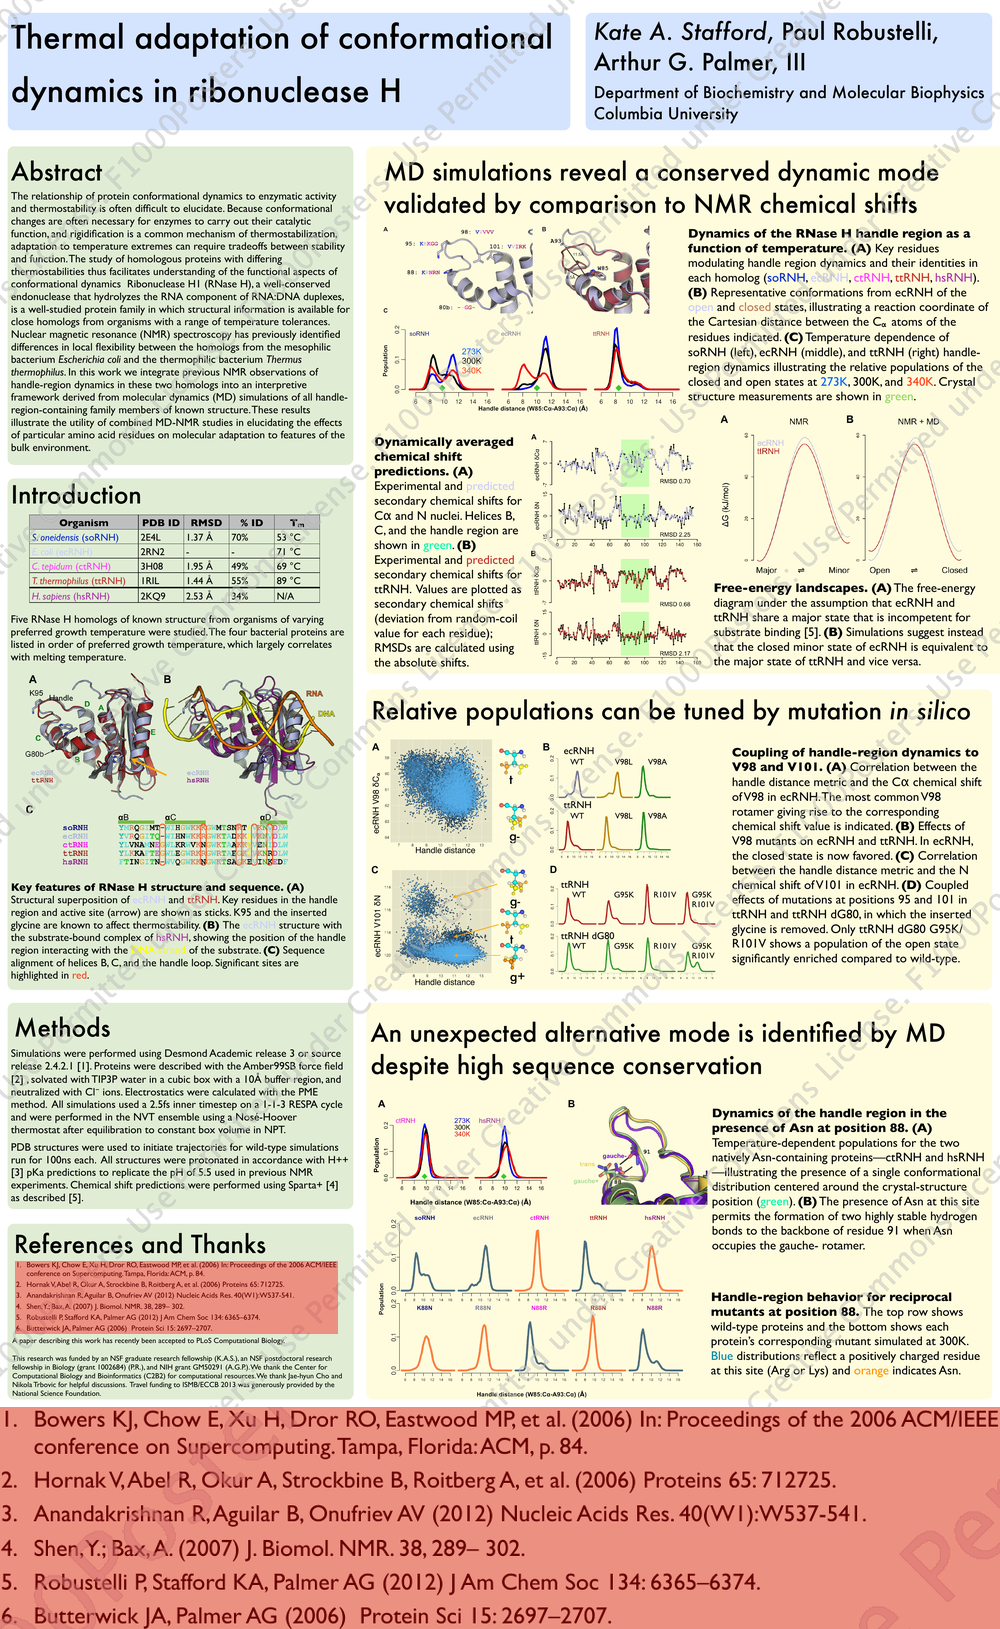 Thermal adaptation of conformational
dynamics in ribonuclease H
Kate A. Stafford, Paul Robustelli,
Arthur G. Palmer, III
Department of Biochemistry and Molecular Biophysics
Columbia University
Abstract
The relationship of protein conformational dynamics to enzymatic activity
and thermostability is often difficult to elucidate. Because conformational
changes are often necessary for enzymes to carry out their catalytic
function, and rigidification is a common mechanism of thermostabilization,
adaptation to temperature extremes can require tradeoffs between stability
and function. The study of homologous proteins with differing
thermostabilities thus facilitates understanding of the functional aspects of
conformational dynamics. Ribonuclease H1 (RNase H), a well-conserved
endonuclease that hydrolyzes the RNA component of RNA:DNA duplexes,
is a well-studied protein family in which structural information is available for
close homologs from organisms with a range of temperature tolerances.
Nuclear magnetic resonance (NMR) spectroscopy has previously identified
differences in local flexibility between the homologs from the mesophilic
bacterium Escherichia coli and the thermophilic bacterium Thermus
thermophilus. In this work we integrate previous NMR observations of
handle-region dynamics in these two homologs into an interpretive
framework derived from molecular dynamics (MD) simulations of all handle-
region-containing family members of known structure. These results
illustrate the utility of combined MD-NMR studies in elucidating the effects
of particular amino acid residues on molecular adaptation to features of the
bulk environment.
Introduction
Organism PDB ID RMSD % ID Tm
S. oneidensis (soRNH) 2E4L 1.37 Å 70% 53 °C
E. coli (ecRNH) 2RN2 - - 71 °C
C. tepidum (ctRNH) 3H08 1.95 Å 49% 69 °C
T. thermophilus (ttRNH) 1RIL 1.44 Å 55% 89 °C
H. sapiens (hsRNH) 2KQ9 2.53 Å 34% N/A
Five RNase H homologs of known structure from organisms of varying
preferred growth temperature were studied. The four bacterial proteins are
listed in order of preferred growth temperature, which largely correlates
with melting temperature.
A
K95
Handle
G80b
ecRNH
ttRNH
B
RNA
DNA
ecRNH
hsRNH
C
αB αC αD
soRNH
ecRNH
ctRNH
ttRNH
hsRNH
Key features of RNase H structure and sequence. (A)
Structural superposition of ecRNH and ttRNH. Key residues in the handle
region and active site (arrow) are shown as sticks. K95 and the inserted
glycine are known to affect thermostability. (B) The ecRNH structure with
the substrate-bound complex of hsRNH, showing the position of the handle
region interacting with the DNA strand of the substrate. (C) Sequence
alignment of helices B, C, and the handle loop. Significant sites are
highlighted in red.
Methods
Simulations were performed using Desmond Academic release 3 or source
release 2.4.2.1 [1]. Proteins were described with the Amber99SB force field
[2] , solvated with TIP3P water in a cubic box with a 10Å buffer region, and
neutralized with Cl⁻ ions. Electrostatics were calculated with the PME
method. All simulations used a 2.5fs inner timestep on a 1-1-3 RESPA cycle
and were performed in the NVT ensemble using a Nosé-Hoover
thermostat after equilibration to constant box volume in NPT.
PDB structures were used to initiate trajectories for wild-type simulations
run for 100ns each. All structures were protonated in accordance with H++
[3] pKa predictions to replicate the pH of 5.5 used in previous NMR
experiments. Chemical shift predictions were performed using Sparta+ [4]
as described [5].
References and Thanks
1. Bowers KJ, Chow E, Xu H, Dror RO, Eastwood MP, et al. (2006) In: Proceedings of the 2006 ACM/IEEE
conference on Supercomputing. Tampa, Florida: ACM, p. 84.
2. Hornak V, Abel R, Okur A, Strockbine B, Roitberg A, et al. (2006) Proteins 65: 712725.
3. Anandakrishnan R, Aguilar B, Onufriev AV (2012) Nucleic Acids Res. 40(W1):W537-541.
4. Shen, Y.; Bax, A. (2007) J. Biomol. NMR. 38, 289– 302.
5. Robustelli P, Stafford KA, Palmer AG (2012) J Am Chem Soc 134: 6365–6374.
6. Butterwick JA, Palmer AG (2006) Protein Sci 15: 2697–2707.
A paper describing this work has recently been accepted to PLoS Computational Biology.
This research was funded by an NSF graduate research fellowship (K.A.S.), an NSF postdoctoral research
fellowship in Biology (grant 1002684) (P.R.), and NIH grant GM50291 (A.G.P.). We thank the Center for
Computational Biology and Bioinformatics (C2B2) for computational resources. We thank Jae-hyun Cho and
Nikola Trbovic for helpful discussions. Travel funding to ISMB/ECCB 2013 was generously provided by the
National Science Foundation.
MD simulations reveal a conserved dynamic mode
validated by comparison to NMR chemical shifts
A
B
A93
W85
C
soRNH ecRNH ttRNH
273K
300K
340K
Population
Handle distance (W85:Cα-A93:Cα)
Dynamics of the RNase H handle region as a
function of temperature. (A) Key residues
modulating handle region dynamics and their identities in
each homolog (soRNH, ecRNH, ctRNH, ttRNH, hsRNH).
(B) Representative conformations from ecRNH of the
open and closed states, illustrating a reaction coordinate of
the Cartesian distance between the Cα atoms of the
residues indicated. (C) Temperature dependence of
soRNH (left), ecRNH (middle), and ttRNH (right) handle-
region dynamics illustrating the relative populations of the
closed and open states at 273K, 300K, and 340K. Crystal
structure measurements are shown in green.
Dynamically averaged
chemical shift
predictions. (A)
Experimental and predicted
secondary chemical shifts for
Cα and N nuclei. Helices B,
C, and the handle region are
shown in green. (B)
Experimental and predicted
secondary chemical shifts for
ttRNH. Values are plotted as
secondary chemical shifts
(deviation from random-coil
value for each residue);
RMSDs are calculated using
the absolute shifts.
A
ecRNH δCα
RMSD 0.70
ecRNH δN
RMSD 2.25
B
ttRNH δCα
RMSD 0.68
ttRNH δN
RMSD 2.17
0 20 40 60 80 100 120 140 160
A NMR
B NMR + MD
ecRNH
ttRNH
ΔG (kJ/mol)
Major ⇌ Minor
Open ⇌ Closed
Free-energy landscapes. (A) The free-energy
diagram under the assumption that ecRNH and
ttRNH share a major state that is incompetent for
substrate binding [5]. (B) Simulations suggest instead
that the closed minor state of ecRNH is equivalent to
the major state of ttRNH and vice versa.
Relative populations can be tuned by mutation in silico
A
ecRNH V98 δCα
Handle distance
t
g-
B
ecRNH
WT V98L V98A
ttRNH
WT V98L V98A
C
ecRNH V101 δN
Handle distance
g-
t
g+
D
ttRNH
WT G95K R101V G95K
R101V
ttRNH dG80
WT G95K R101V G95K
R101V
Coupling of handle-region dynamics to
V98 and V101. (A) Correlation between the
handle distance metric and the Cα chemical shift
of V98 in ecRNH. The most common V98
rotamer giving rise to the corresponding
chemical shift value is indicated. (B) Effects of
V98 mutants on ecRNH and ttRNH. In ecRNH,
the closed state is now favored. (C) Correlation
between the handle distance metric and the N
chemical shift of V101 in ecRNH. (D) Coupled
effects of mutations at positions 95 and 101 in
ttRNH and ttRNH dG80, in which the inserted
glycine is removed. Only ttRNH dG80 G95K/
R101V shows a population of the open state
significantly enriched compared to wild-type.
An unexpected alternative mode is identified by MD
despite high sequence conservation
A
ctRNH hsRNH
273K
300K
340K
Population
Handle distance (W85:Cα-A93:Cα)
B
gauche-
trans
gauche+
91
Dynamics of the handle region in the
presence of Asn at position 88. (A)
Temperature-dependent populations for the two
natively Asn-containing proteins—ctRNH and hsRNH
—illustrating the presence of a single conformational
distribution centered around the crystal-structure
position (green). (B) The presence of Asn at this site
permits the formation of two highly stable hydrogen
bonds to the backbone of residue 91 when Asn
occupies the gauche- rotamer.
soRNH ecRNH ctRNH ttRNH hsRNH
K88N R88N N88R R88N N88R
Population
Handle distance (W85:Cα-A93:Cα)
Handle-region behavior for reciprocal
mutants at position 88. The top row shows
wild-type proteins and the bottom shows each
protein's corresponding mutant simulated at 300K.
Blue distributions reflect a positively charged residue
at this site (Arg or Lys) and orange indicates Asn.
1. Bowers KJ, Chow E, Xu H, Dror RO, Eastwood MP, et al. (2006) In: Proceedings of the 2006 ACM/IEEE
conference on Supercomputing. Tampa, Florida: ACM, p. 84.
2. Hornak V, Abel R, Okur A, Strockbine B, Roitberg A, et al. (2006) Proteins 65: 712725.
3. Anandakrishnan R, Aguilar B, Onufriev AV (2012) Nucleic Acids Res. 40(W1):W537-541.
4. Shen, Y.; Bax, A. (2007) J. Biomol. NMR. 38, 289– 302.
5. Robustelli P, Stafford KA, Palmer AG (2012) J Am Chem Soc 134: 6365–6374.
6. Butterwick JA, Palmer AG (2006) Protein Sci 15: 2697–2707.